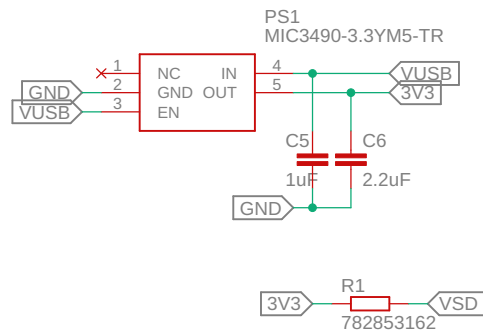 PS1
MIC3490-3.3YM5-TR
1 NC IN 4 VUSB
GND 2 GND OUT 5 3V3
VUSB 3 EN
C5 C6
1uF 2.2uF
GND
R1
3V3 VSD
782853162